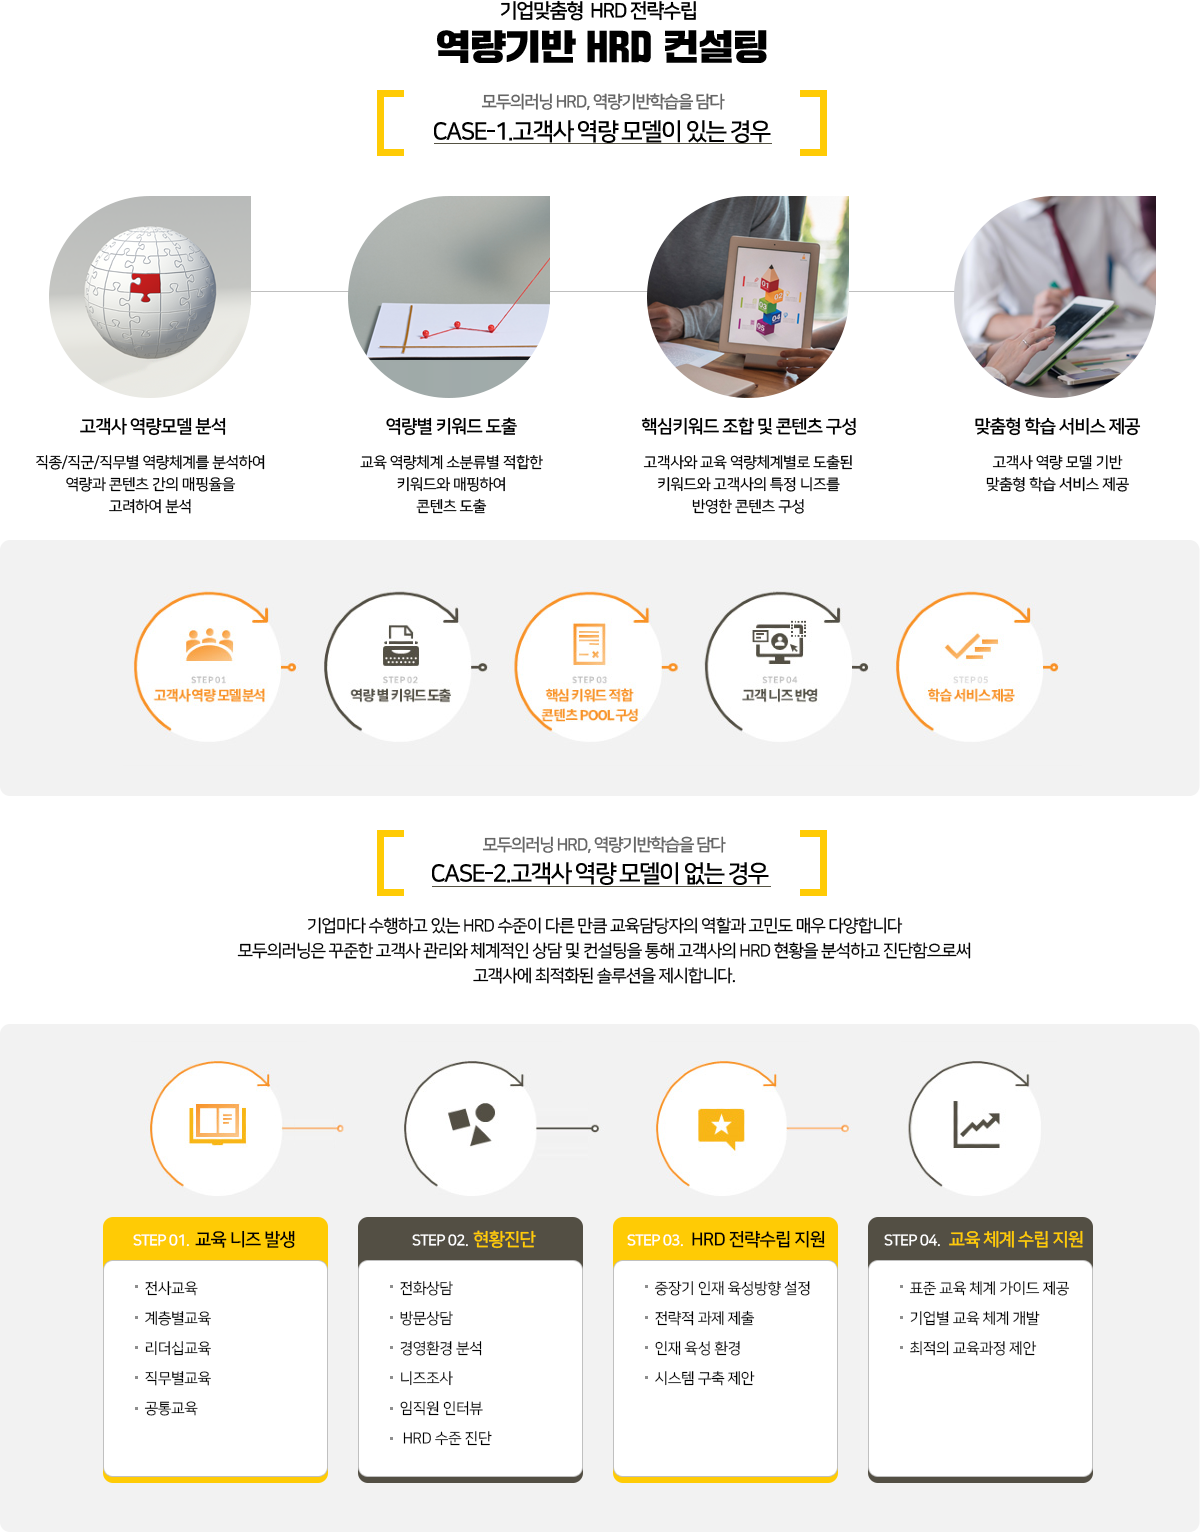 기업맞춤형 HRD 전략수립
역량기반 HRD 컨설팅
모두의러닝 HRD, 역량기반학습을 담다
CASE-1.고객사 역량 모델이 있는 경우
고객사 역량모델 분석
직종/직군/직무별 역량체계를 분석하여
역량과 콘텐츠 간의 매핑율을
고려하여 분석
역량별 키워드 도출
교육 역량체계 소분류별 적합한
키워드와 매핑하여
콘텐츠 도출
01
02
03
04
05
핵심키워드 조합 및 콘텐츠 구성
고객사와 교육 역량체계별로 도출된
키워드와 고객사의 특정 니즈를
반영한 콘텐츠 구성
맞춤형 학습 서비스 제공
고객사 역량 모델 기반
맞춤형 학습 서비스 제공
STEP 01
고객사 역량 모델분석
STEP 02
역량 별 키워드 도출
STEP 03
핵심 키워드 적합
콘텐츠 POOL 구성
STEP 04
고객 니즈 반영
STEP 05
학습 서비스 제공
모두의러닝 HRD, 역량기반학습을 담다
CASE-2.고객사 역량 모델이 없는 경우
기업마다 수행하고 있는 HRD 수준이 다른 만큼 교육담당자의 역할과 고민도 매우 다양합니다
모두의러닝은 꾸준한 고객사 관리와 체계적인 상담 및 컨설팅을 통해 고객사의 HRD 현황을 분석하고 진단함으로써
고객사에 최적화된 솔루션을 제시합니다.
STEP 01. 교육 니즈 발생
· 전사교육
· 계층별교육
· 리더십교육
· 직무별교육
· 공통교육
STEP 02. 현황진단
· 전화상담
· 방문상담
· 경영환경 분석
· 니즈조사
· 임직원 인터뷰
· HRD 수준 진단
STEP 03. HRD 전략수립 지원
· 중장기 인재 육성방향 설정
· 전략적 과제 제출
· 인재 육성 환경
· 시스템 구축 제안
STEP 04. 교육 체계 수립 지원
· 표준 교육 체계 가이드 제공
· 기업별 교육 체계 개발
· 최적의 교육과정 제안